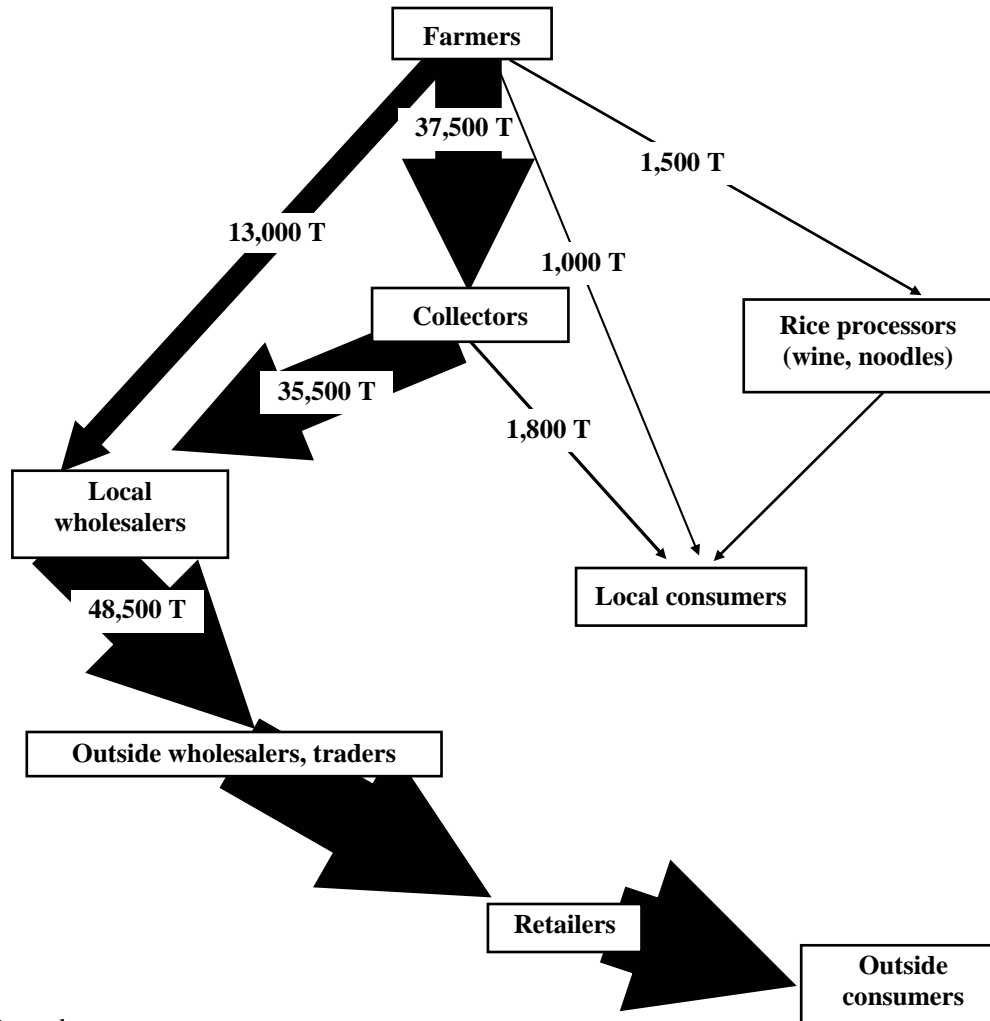 Farmers
37,500 T
1,500 T
13,000 T
1,000 T
Collectors
Rice processors
(wine, noodles)
35,500 T
1,800 T
Local
wholesalers
Local consumers
48,500 T
Outside wholesalers, traders
Retailers
Outside
consumers